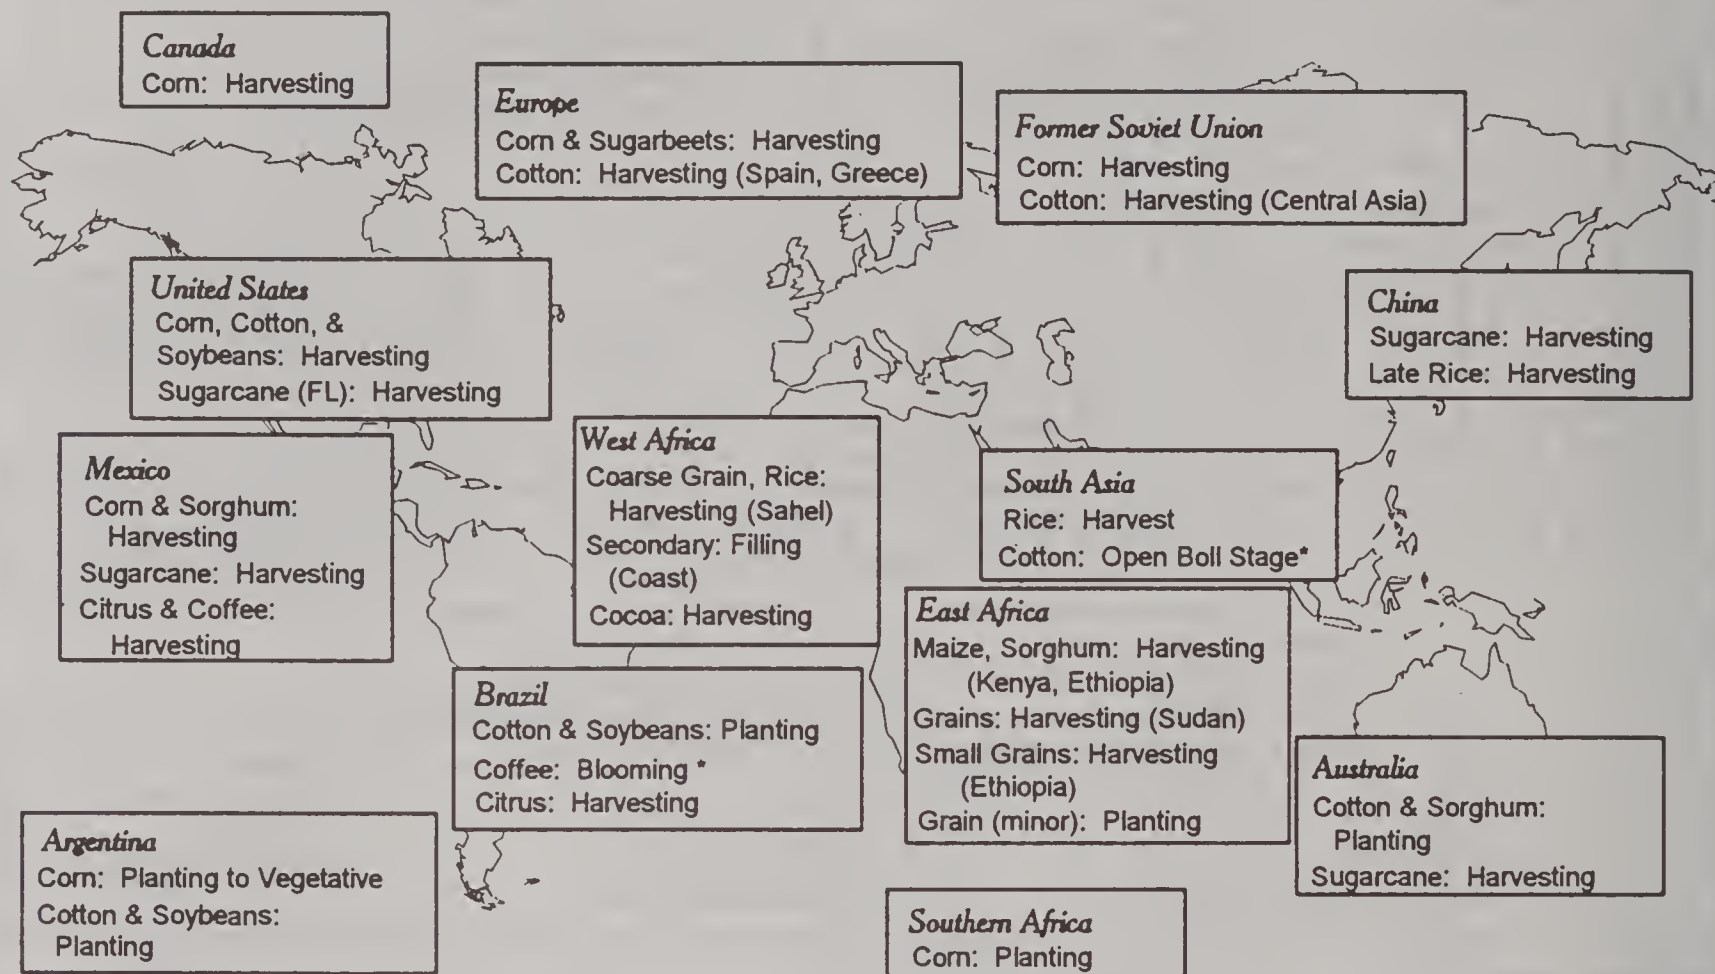 Canada
Corn: Harvesting
Europe
Corn & Sugarbeets: Harvesting
Cotton: Harvesting (Spain, Greece)
Former Soviet Union
Corn: Harvesting
Cotton: Harvesting (Central Asia)
United States
Corn, Cotton, &
Soybeans: Harvesting
Sugarcane (FL): Harvesting
China
Sugarcane: Harvesting
Late Rice: Harvesting
Mexico
Corn & Sorghum:
Harvesting
Sugarcane: Harvesting
Citrus & Coffee:
Harvesting
West Africa
Coarse Grain, Rice:
Harvesting (Sahel)
Secondary: Filling
(Coast)
Cocoa: Harvesting
South Asia
Rice: Harvest
Cotton: Open Boll Stage*
East Africa
Maize, Sorghum: Harvesting
(Kenya, Ethiopia)
Grains: Harvesting (Sudan)
Small Grains: Harvesting
(Ethiopia)
Grain (minor): Planting
Brazil
Cotton & Soybeans: Planting
Coffee: Blooming *
Citrus: Harvesting
Australia
Cotton & Sorghum:
Planting
Sugarcane: Harvesting
Argentina
Corn: Planting to Vegetative
Cotton & Soybeans:
Planting
Southern Africa
Corn: Planting